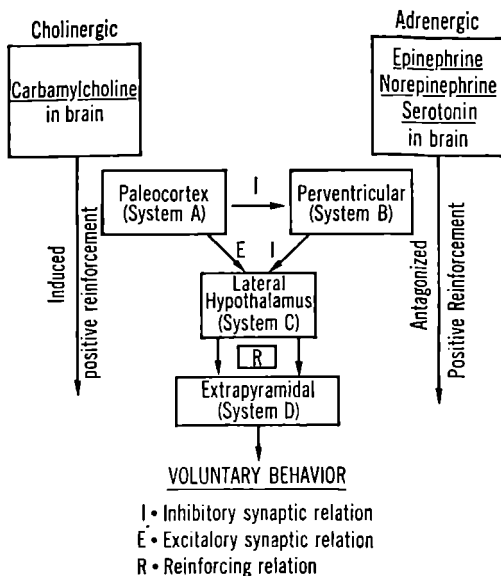 Cholinergic
Carbamylcholine
in brain
Adrenergic
Epinephrine
Norepinephrine
Serotonin
in brain
Paleocortex
(System A)
I
Perventricular
(System B)
E
I
Lateral
Hypothalamus
(System C)
R
Extrapyramidal
(System D)
Induced
positive reinforcement
Antagonized
Positive Reinforcement
VOLUNTARY BEHAVIOR
I • Inhibitory synaptic relation
E • Excitalory synaptic relation
R • Reinforcing relation